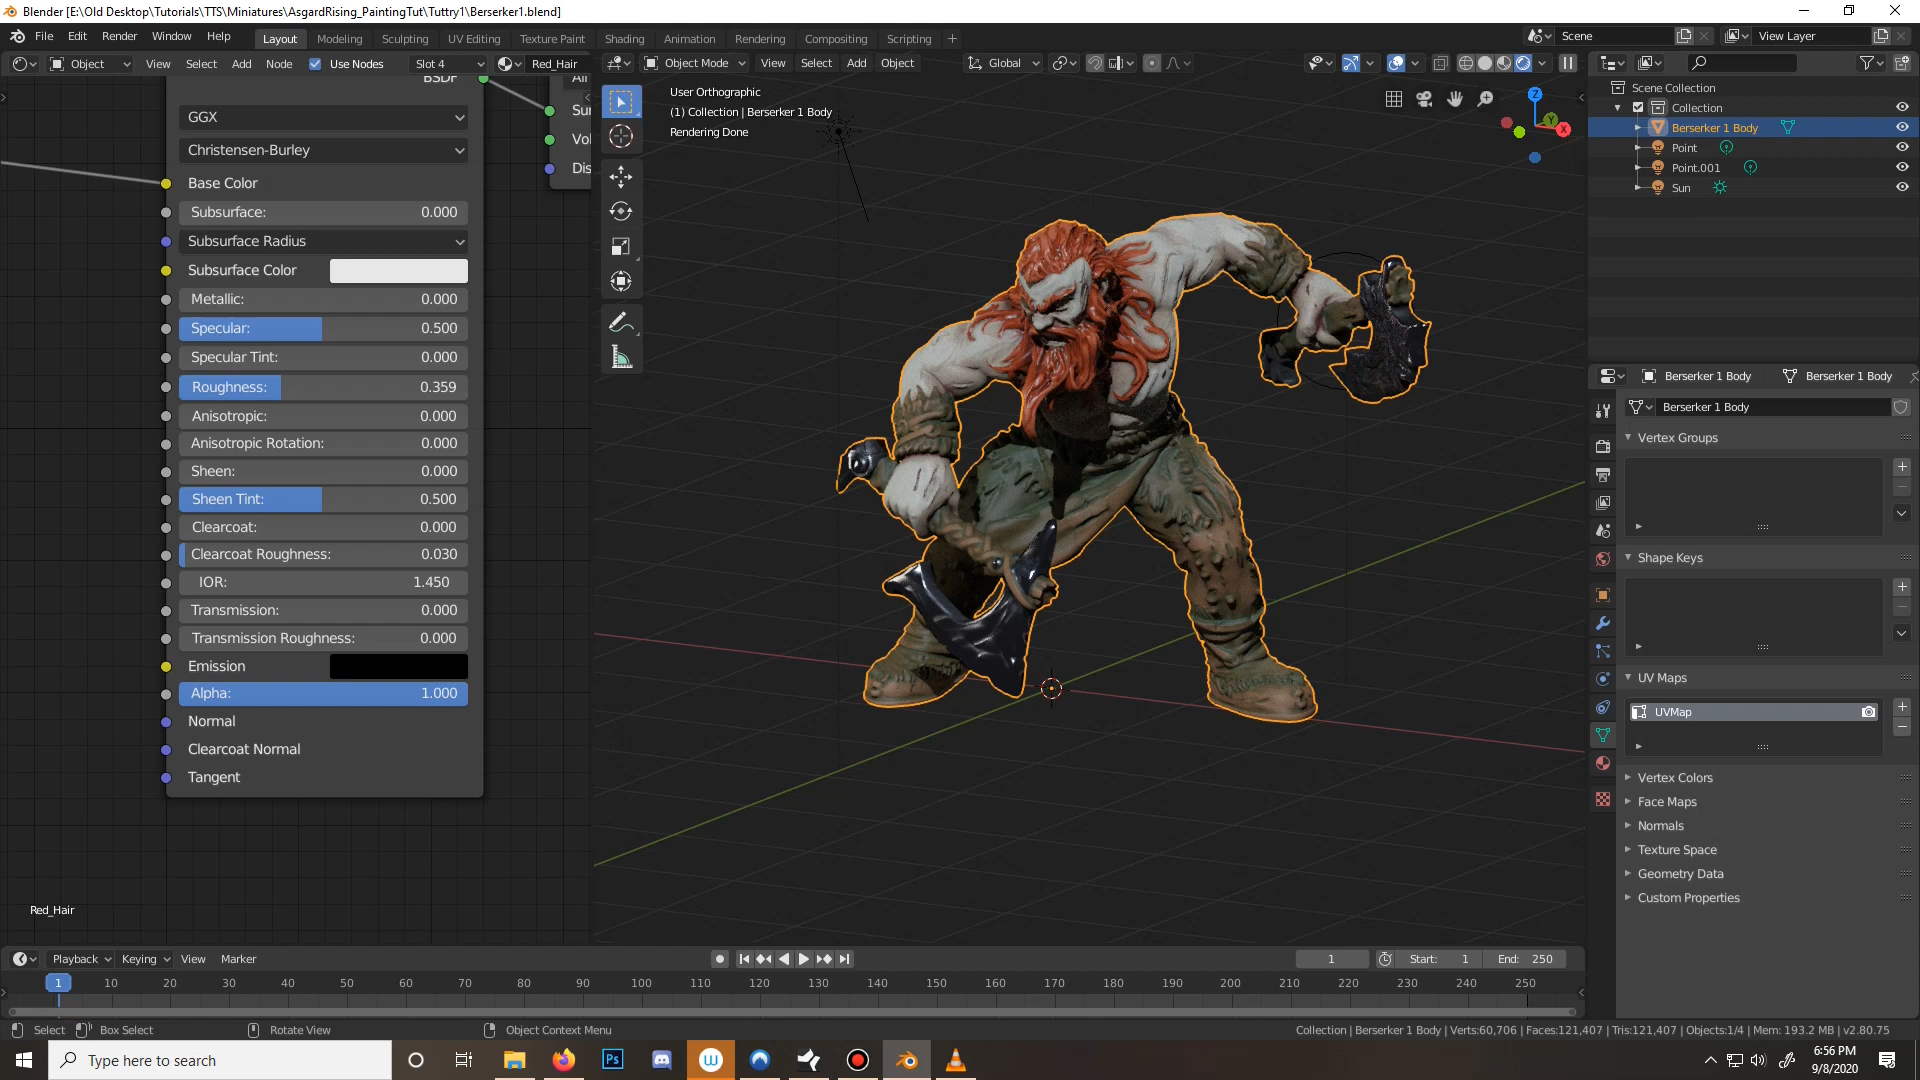 Blender [E:\Old Desktop\Tutorials\TTS\Miniatures\AsgardRising_PaintingTut\Tuttry1\Berserker1.blend]
File Edit Render Window Help Layout Modeling Sculpting UV Editing Texture Paint Shading Animation Rendering Compositing Scripting + Scene View Layer
Object View Select Add Node Use Nodes Slot 4 Red_Hair
Object Mode View Select Add Object Global
BSDF
GGX
Christensen-Burley
Base Color
Subsurface: 0.000
Subsurface Radius
Subsurface Color
Metallic: 0.000
Specular: 0.500
Specular Tint: 0.000
Roughness: 0.359
Anisotropic: 0.000
Anisotropic Rotation: 0.000
Sheen: 0.000
Sheen Tint: 0.500
Clearcoat: 0.000
Clearcoat Roughness: 0.030
IOR: 1.450
Transmission: 0.000
Transmission Roughness: 0.000
Emission
Alpha: 1.000
Normal
Clearcoat Normal
Tangent
Red_Hair
Sur
Vol
Dis
User Orthographic
(1) Collection | Berserker 1 Body
Rendering Done
Z
Y
X
Scene Collection
Collection
Berserker 1 Body
Point
Point.001
Sun
Berserker 1 Body Berserker 1 Body
Berserker 1 Body
Vertex Groups
Shape Keys
UV Maps
UVMap
Vertex Colors
Face Maps
Normals
Texture Space
Geometry Data
Custom Properties
Playback Keying View Marker 1 Start: 1 End: 250
1 10 20 30 40 50 60 70 80 90 100 110 120 130 140 150 160 170 180 190 200 210 220 230 240 250
Select Box Select Rotate View Object Context Menu Collection | Berserker 1 Body | Verts:60,706 | Faces:121,407 | Tris:121,407 | Objects:1/4 | Mem: 193.2 MB | v2.80.75
Type here to search
Ps
6:56 PM
9/8/2020